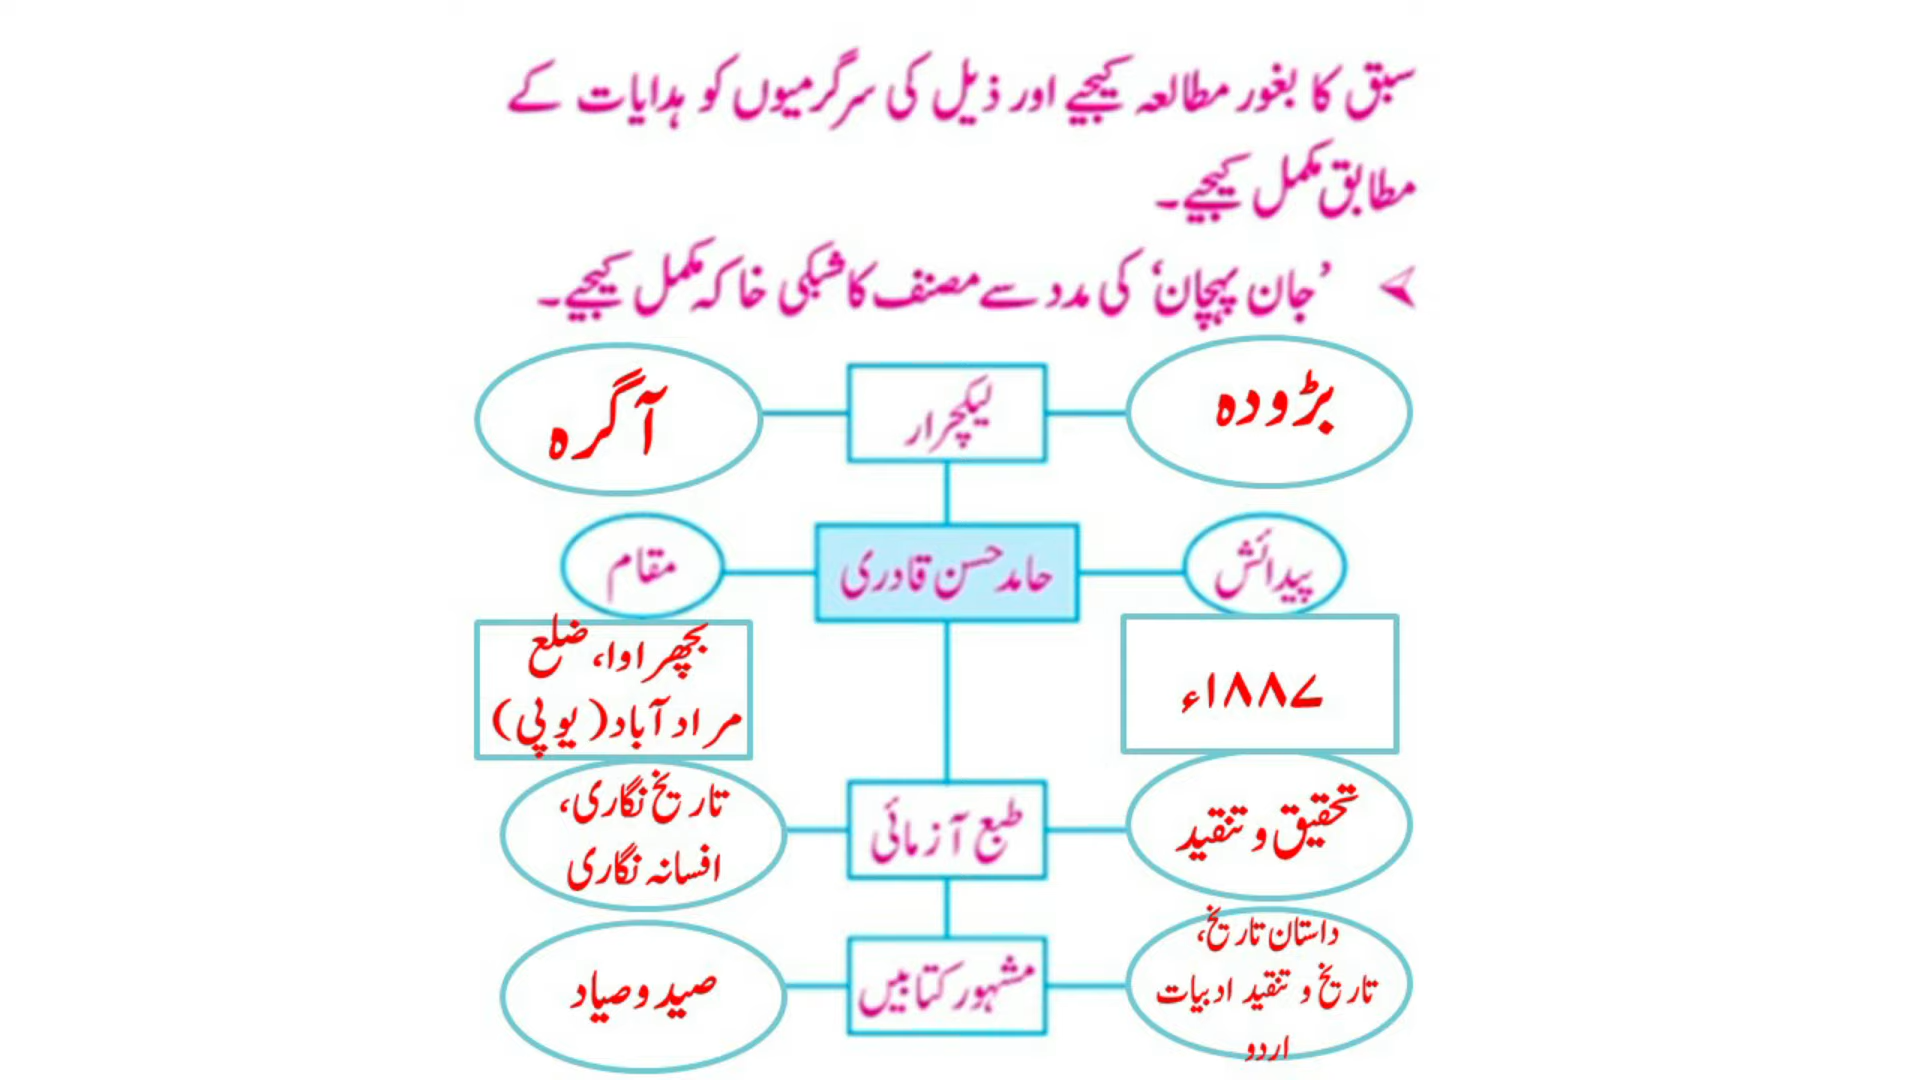 سبق کا بغور مطالعہ کیجیے اور ذیل کی سرگرمیوں کو ہدایات کے
مطابق مکمل کیجیے۔
’جان پہچان‘ کی مدد سے مصنف کا شبکی خاکہ مکمل کیجیے۔
بڑودہ
لیکچرار
آگرہ
پیدائش
حامد حسن قادری
مقام
۱۸۸۷ء
بچھراوا، ضلع
مراد آباد (یوپی)
تحقیق و تنقید
طبع آزمائی
تاریخ نگاری،
افسانہ نگاری
داستان تاریخ،
تاریخ و تنقید ادبیات
اردو
مشہور کتابیں
صید و صیاد